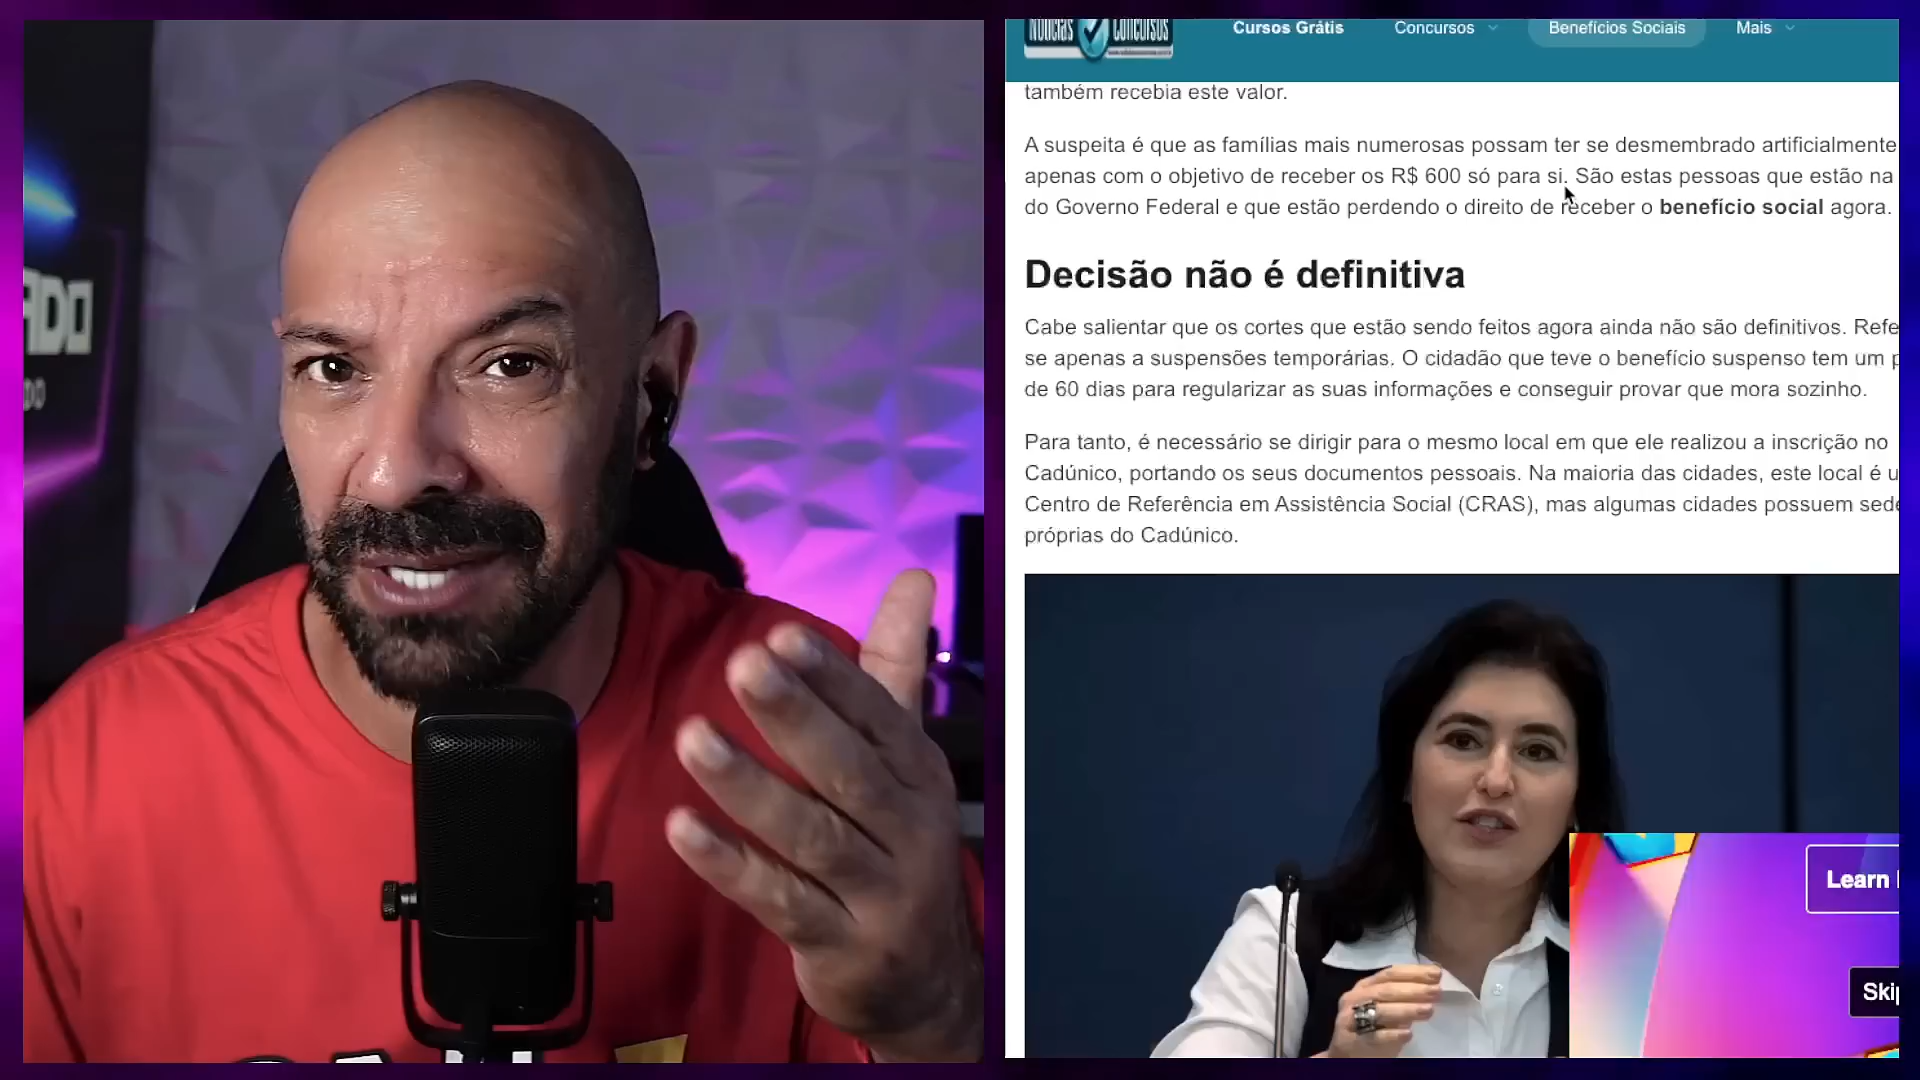 Notícias Concursos
Cursos Grátis
Concursos
Benefícios Sociais
Mais
também recebia este valor.
A suspeita é que as famílias mais numerosas possam ter se desmembrado artificialmente
apenas com o objetivo de receber os R$ 600 só para si. São estas pessoas que estão na
do Governo Federal e que estão perdendo o direito de receber o benefício social agora.
Decisão não é definitiva
Cabe salientar que os cortes que estão sendo feitos agora ainda não são definitivos. Refe
se apenas a suspensões temporárias. O cidadão que teve o benefício suspenso tem um p
de 60 dias para regularizar as suas informações e conseguir provar que mora sozinho.
Para tanto, é necessário se dirigir para o mesmo local em que ele realizou a inscrição no
Cadúnico, portando os seus documentos pessoais. Na maioria das cidades, este local é u
Centro de Referência em Assistência Social (CRAS), mas algumas cidades possuem sede
próprias do Cadúnico.
Learn
Skip